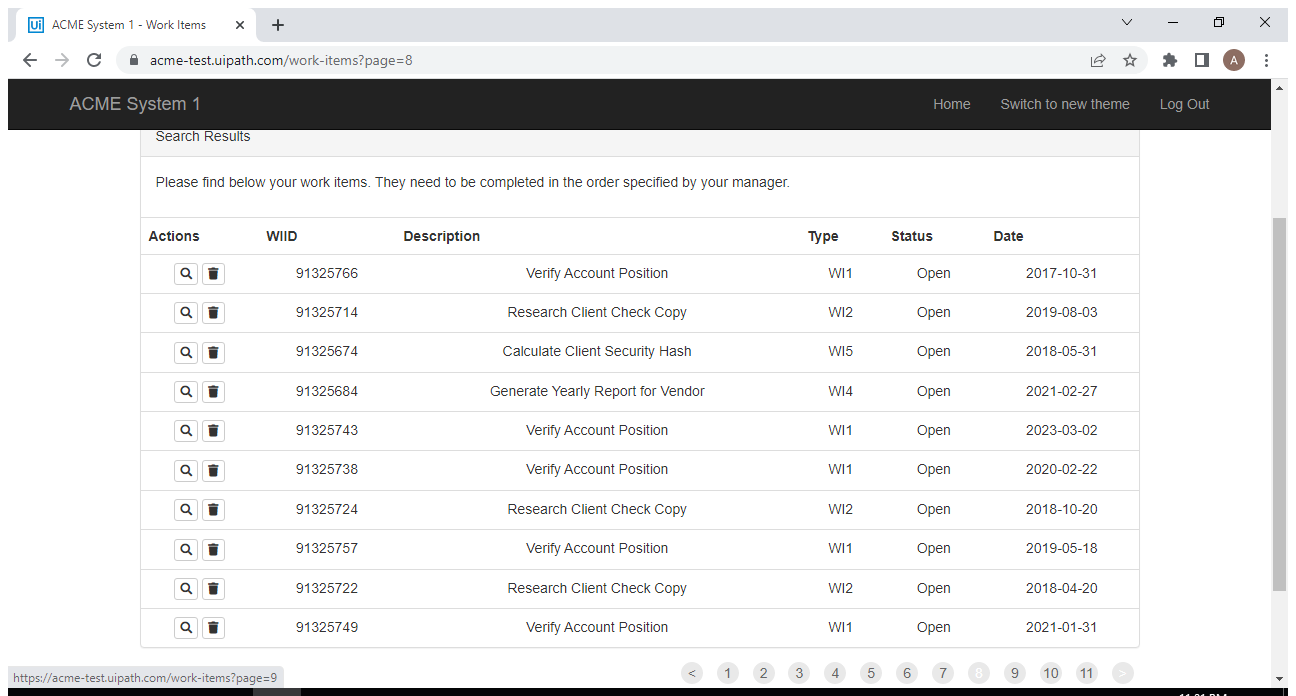 ACME System 1 - Work Items
acme-test.uipath.com/work-items?page=8
A
ACME System 1 Home Switch to new theme Log Out
Search Results
Please find below your work items. They need to be completed in the order specified by your manager.
Actions WIID Description Type Status Date
91325766 Verify Account Position WI1 Open 2017-10-31
91325714 Research Client Check Copy WI2 Open 2019-08-03
91325674 Calculate Client Security Hash WI5 Open 2018-05-31
91325684 Generate Yearly Report for Vendor WI4 Open 2021-02-27
91325743 Verify Account Position WI1 Open 2023-03-02
91325738 Verify Account Position WI1 Open 2020-02-22
91325724 Research Client Check Copy WI2 Open 2018-10-20
91325757 Verify Account Position WI1 Open 2019-05-18
91325722 Research Client Check Copy WI2 Open 2018-04-20
91325749 Verify Account Position WI1 Open 2021-01-31
< 1 2 3 4 5 6 7 8 9 10 11 >
https://acme-test.uipath.com/work-items?page=9